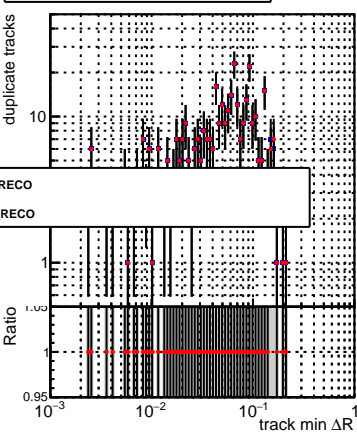 duplicate tracks
10
RECO
RECO
1
Ratio
1.05
1
0.95
10−3
10−2
10−1
1
track min ΔR